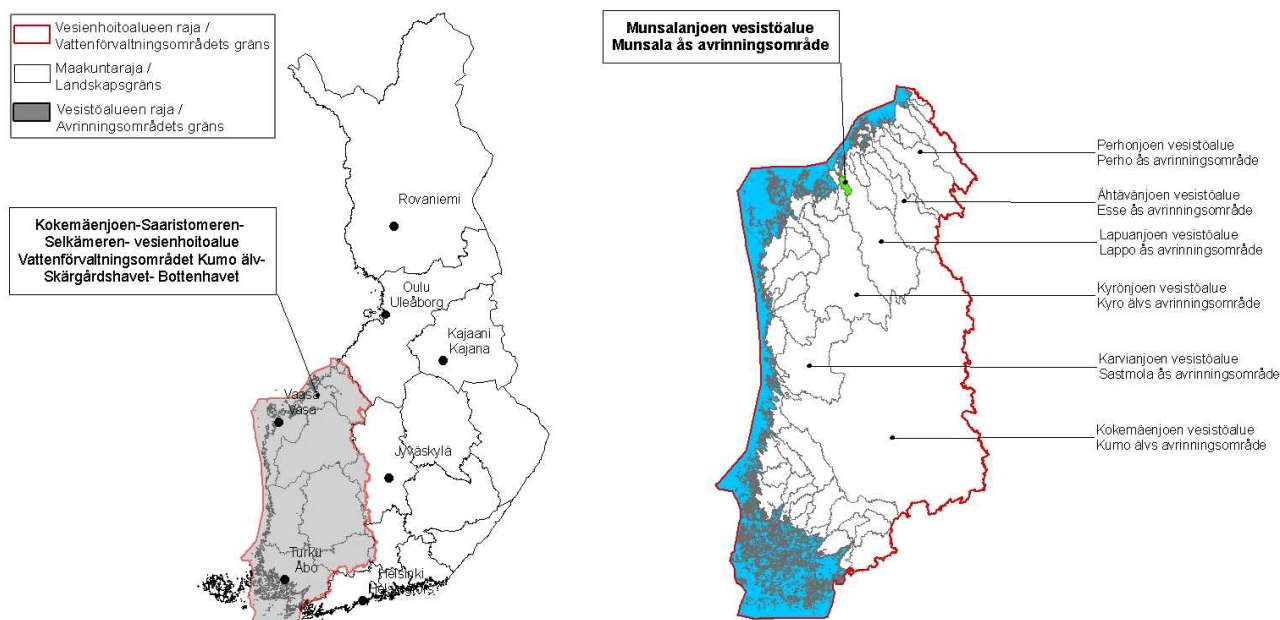 Vesienhoitoalueen raja /
Vattenförvaltningsområdets gräns
Maakuntaraja /
Landskapsgräns
Vesistöalueen raja /
Avrinningsområdets gräns
Kokemäenjoen-Saaristomeren-
Selkämeren- vesienhoitoalue
Vattenförvaltningsområdet Kumo älv-
Skärgårdshavet- Bottenhavet
Rovaniemi
Oulu
Uleåborg
Kajaani
Kajana
Vaasa
Vasa
Jyväskylä
Turku
Åbo
Helsinki
Helsingfors
Munsalanjoen vesistöalue
Munsala ås avrinningsområde
Perhonjoen vesistöalue
Perho ås avrinningsområde
Ähtävänjoen vesistöalue
Esse ås avrinningsområde
Lapuanjoen vesistöalue
Lappo ås avrinningsområde
Kyrönjoen vesistöalue
Kyro älvs avrinningsområde
Karvianjoen vesistöalue
Sastmola ås avrinningsområde
Kokemäenjoen vesistöalue
Kumo älvs avrinningsområde